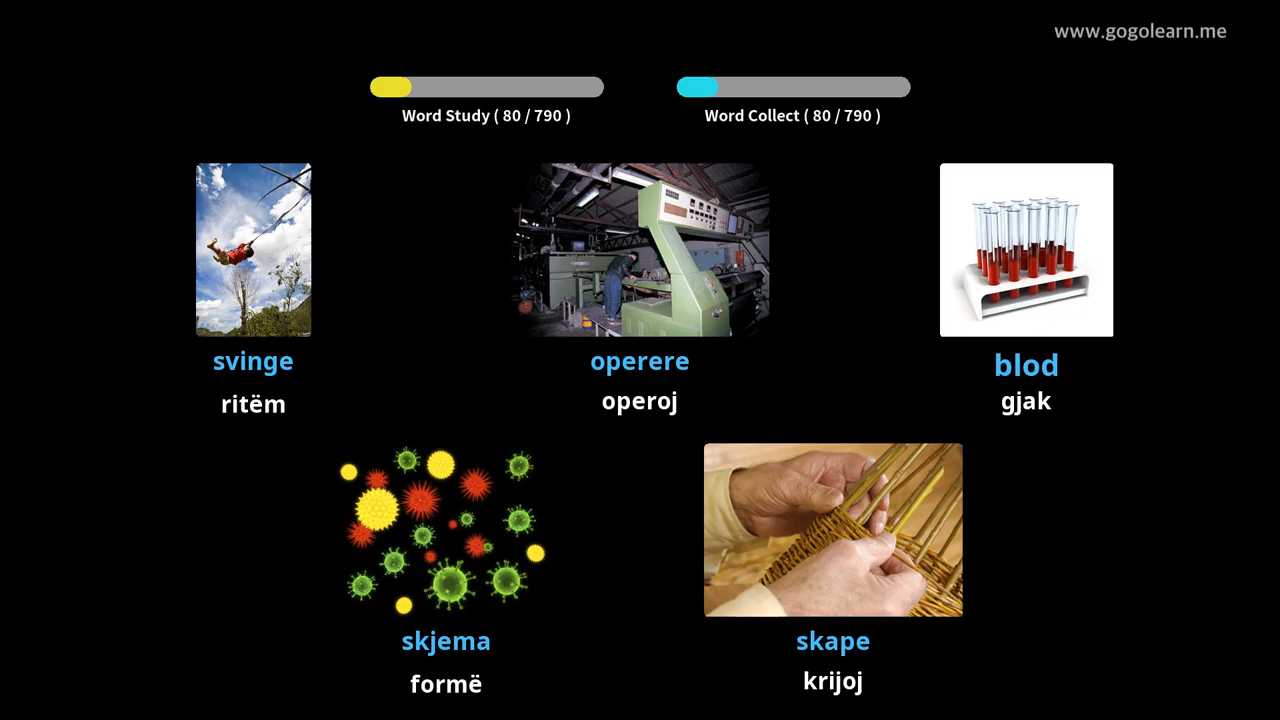 www.gogolearn.me
Word Study ( 80 / 790 )
Word Collect ( 80 / 790 )
svinge
ritëm
operere
operoj
blod
gjak
skjema
formë
skape
krijoj